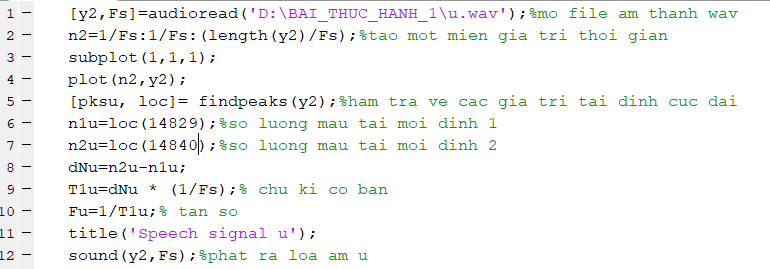 1 - [y2,Fs]=audioread('D:\BAI_THUC_HANH_1\u.wav');%mo file am thanh wav
2 - n2=1/Fs:1/Fs:(length(y2)/Fs);%tao mot mien gia tri thoi gian
3 - subplot(1,1,1);
4 - plot(n2,y2);
5 - [pksu, loc]= findpeaks(y2);%ham tra ve cac gia tri tai dinh cuc dai
6 - n1u=loc(14829);%so luong mau tai moi dinh 1
7 - n2u=loc(14840);%so luong mau tai moi dinh 2
8 - dNu=n2u-n1u;
9 - T1u=dNu * (1/Fs);% chu ki co ban
10 - Fu=1/T1u;% tan so
11 - title('Speech signal u');
12 - sound(y2,Fs);%phat ra loa am u